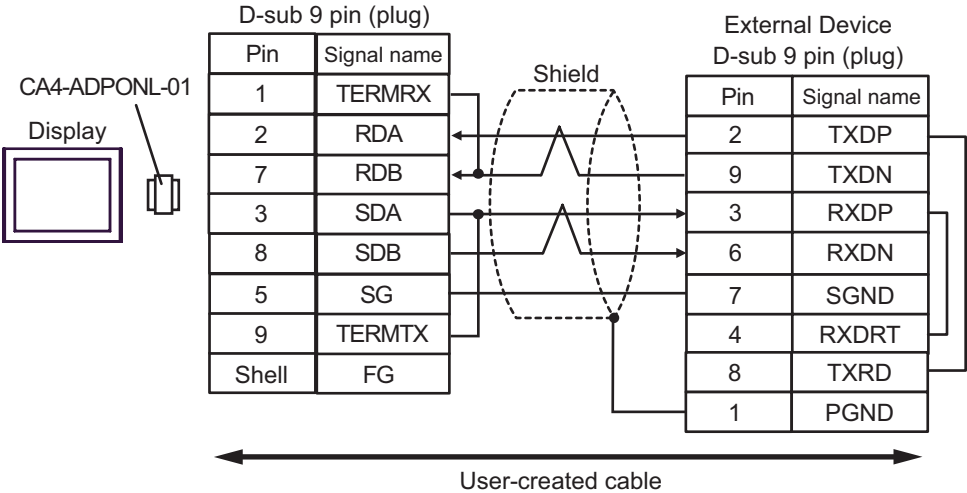 D-sub 9 pin (plug)
External Device
D-sub 9 pin (plug)
CA4-ADPONL-01
Display
Shield
Pin Signal name
1 TERMRX
2 RDA
7 RDB
3 SDA
8 SDB
5 SG
9 TERMTX
Shell FG
Pin Signal name
2 TXDP
9 TXDN
3 RXDP
6 RXDN
7 SGND
4 RXDRT
8 TXRD
1 PGND
User-created cable